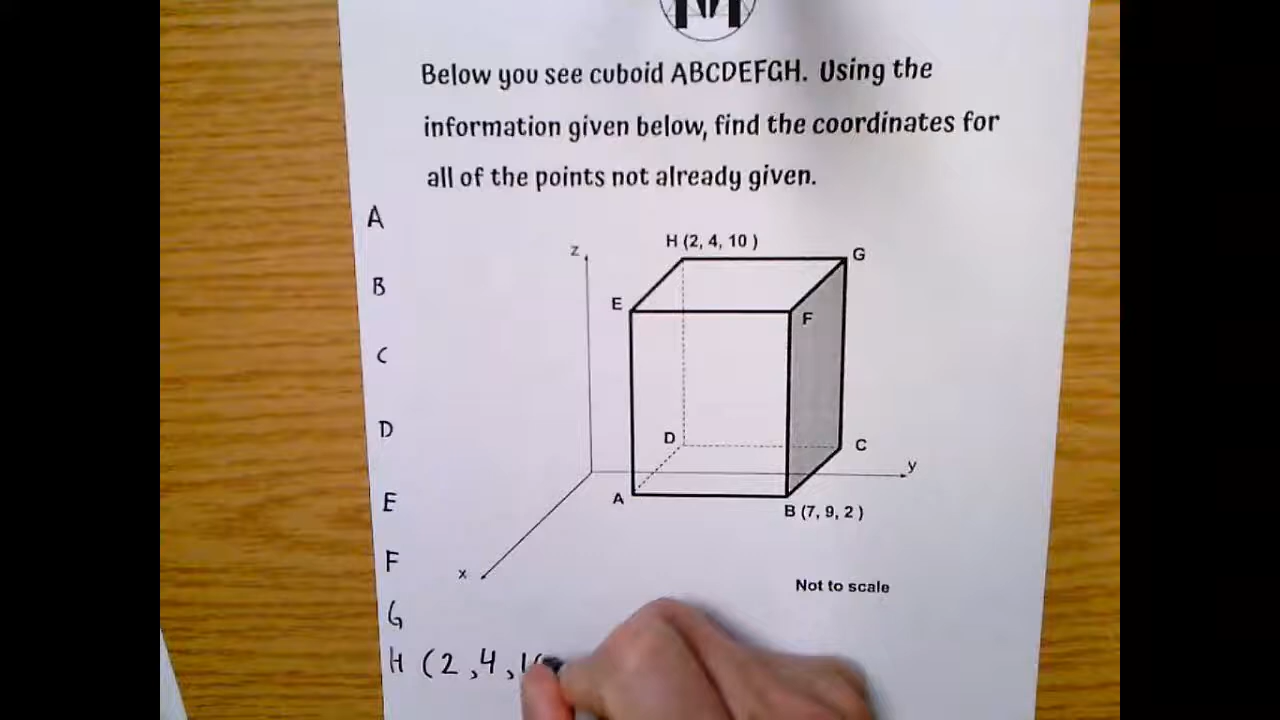 Below you see cuboid ABCDEFGH. Using the
information given below, find the coordinates for
all of the points not already given.
A
B
C
D
E
F
G
H (2,4,10
z
H (2, 4, 10 )
G
E
F
D
C
y
A
B (7, 9, 2 )
x
Not to scale